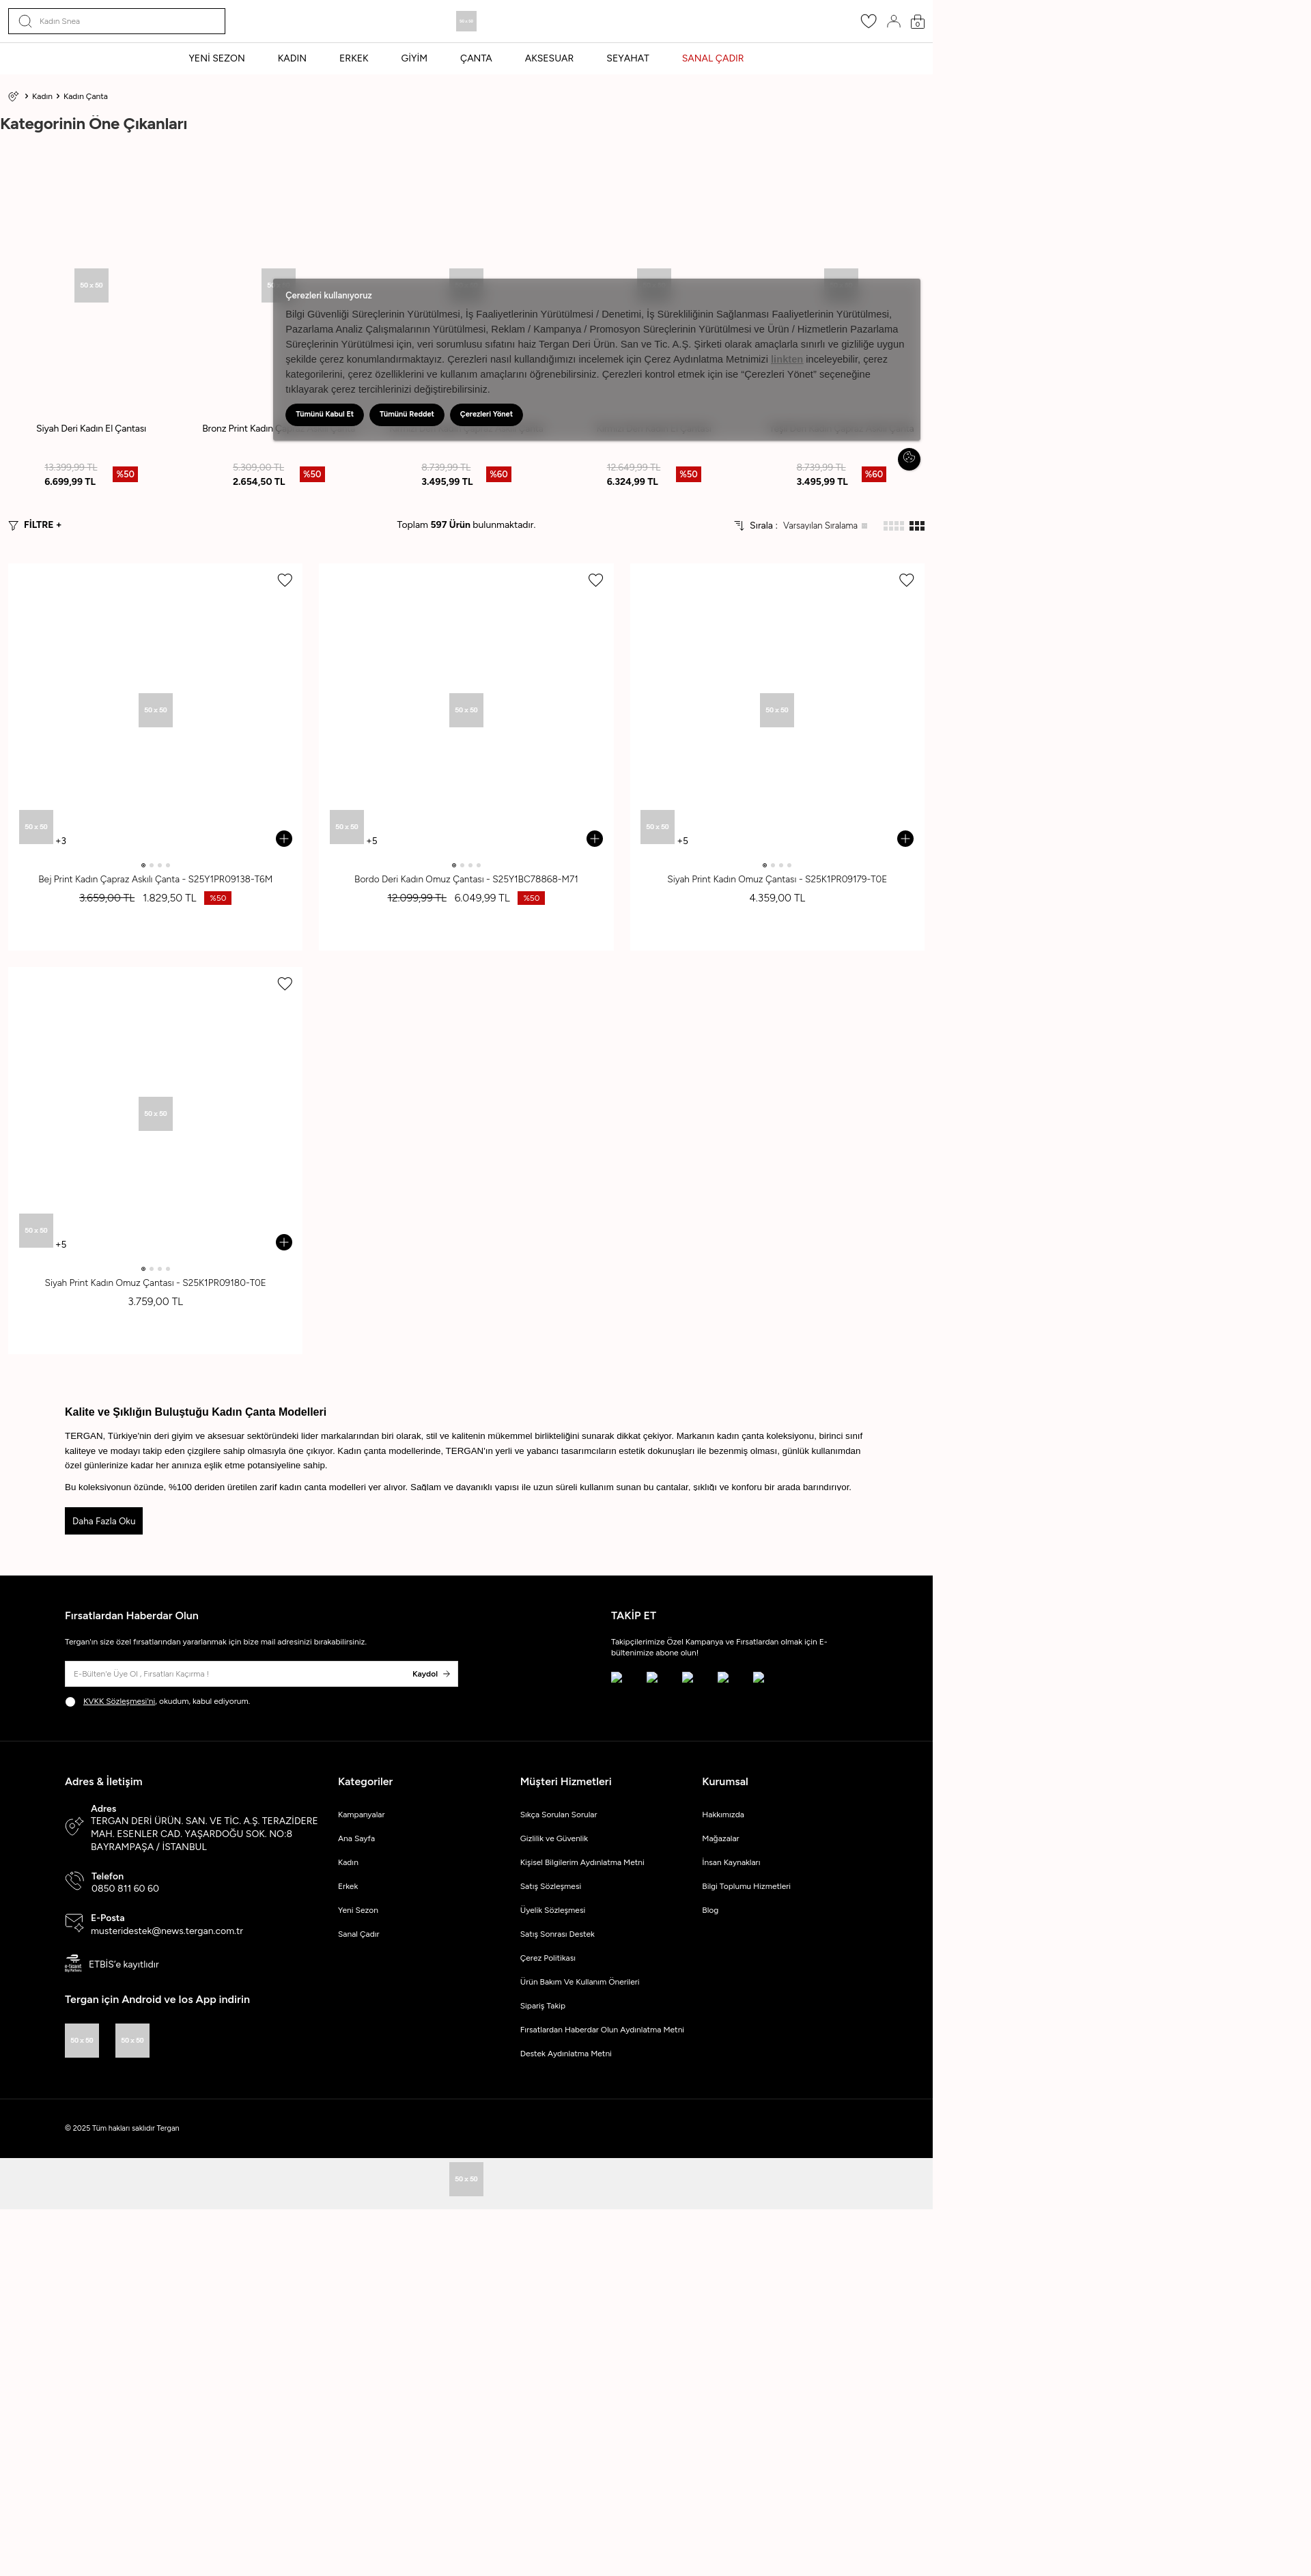 Kadın Snea
50 x 50
0
YENİ SEZON
KADIN
ERKEK
GİYİM
ÇANTA
AKSESUAR
SEYAHAT
SANAL ÇADIR
Kadın
Kadın Çanta
Kategorinin Öne Çıkanları
50 x 50
Çerezleri kullanıyoruz
Bilgi Güvenliği Süreçlerinin Yürütülmesi, İş Faaliyetlerinin Yürütülmesi / Denetimi, İş Sürekliliğinin Sağlanması Faaliyetlerinin Yürütülmesi,
Pazarlama Analiz Çalışmalarının Yürütülmesi, Reklam / Kampanya / Promosyon Süreçlerinin Yürütülmesi ve Ürün / Hizmetlerin Pazarlama
Süreçlerinin Yürütülmesi için, veri sorumlusu sıfatını haiz Tergan Deri Ürün. San ve Tic. A.Ş. Şirketi olarak amaçlarla sınırlı ve gizliliğe uygun
şekilde çerez konumlandırmaktayız. Çerezleri nasıl kullandığımızı incelemek için Çerez Aydınlatma Metnimizi linkten inceleyebilir, çerez
kategorilerini, çerez özelliklerini ve kullanım amaçlarını öğrenebilirsiniz. Çerezleri kontrol etmek için ise “Çerezleri Yönet” seçeneğine
tıklayarak çerez tercihlerinizi değiştirebilirsiniz.
Tümünü Kabul Et
Tümünü Reddet
Çerezleri Yönet
Siyah Deri Kadın El Çantası
Bronz Print Kadın
13.399,99 TL
6.699,99 TL
%50
5.309,00 TL
2.654,50 TL
%50
8.739,99 TL
3.495,99 TL
%60
12.649,99 TL
6.324,99 TL
%50
8.739,99 TL
3.495,99 TL
%60
FİLTRE +
Toplam 597 Ürün bulunmaktadır.
Sırala :
Varsayılan Sıralama
50 x 50
50 x 50
50 x 50
50 x 50
+3
50 x 50
+5
50 x 50
+5
Bej Print Kadın Çapraz Askılı Çanta - S25Y1PR09138-T6M
3.659,00 TL 1.829,50 TL %50
Bordo Deri Kadın Omuz Çantası - S25Y1BC78868-M71
12.099,99 TL 6.049,99 TL %50
Siyah Print Kadın Omuz Çantası - S25K1PR09179-T0E
4.359,00 TL
50 x 50
50 x 50
+5
Siyah Print Kadın Omuz Çantası - S25K1PR09180-T0E
3.759,00 TL
Kalite ve Şıklığın Buluştuğu Kadın Çanta Modelleri
TERGAN, Türkiye'nin deri giyim ve aksesuar sektöründeki lider markalarından biri olarak, stil ve kalitenin mükemmel birlikteliğini sunarak dikkat çekiyor. Markanın kadın çanta koleksiyonu, birinci sınıf
kaliteye ve modayı takip eden çizgilere sahip olmasıyla öne çıkıyor. Kadın çanta modellerinde, TERGAN'ın yerli ve yabancı tasarımcıların estetik dokunuşları ile bezenmiş olması, günlük kullanımdan
özel günlerinize kadar her anınıza eşlik etme potansiyeline sahip.
Bu koleksiyonun özünde, %100 deriden üretilen zarif kadın çanta modelleri yer alıyor. Sağlam ve dayanıklı yapısı ile uzun süreli kullanım sunan bu çantalar, şıklığı ve konforu bir arada barındırıyor.
Daha Fazla Oku
Fırsatlardan Haberdar Olun
Tergan'ın size özel fırsatlarından yararlanmak için bize mail adresinizi bırakabilirsiniz.
E-Bülten'e Üye Ol , Fırsatları Kaçırma !
Kaydol
KVKK Sözleşmesi'ni, okudum, kabul ediyorum.
TAKİP ET
Takipçilerimize Özel Kampanya ve Fırsatlardan olmak için E-
bültenimize abone olun!
Adres & İletişim
Adres
TERGAN DERİ ÜRÜN. SAN. VE TİC. A.Ş. TERAZİDERE
MAH. ESENLER CAD. YAŞARDOĞU SOK. NO:8
BAYRAMPAŞA / İSTANBUL
Telefon
0850 811 60 60
E-Posta
musteridestek@news.tergan.com.tr
ETBİS'e kayıtlıdır
Tergan için Android ve Ios App indirin
50 x 50
50 x 50
Kategoriler
Kampanyalar
Ana Sayfa
Kadın
Erkek
Yeni Sezon
Sanal Çadır
Müşteri Hizmetleri
Sıkça Sorulan Sorular
Gizlilik ve Güvenlik
Kişisel Bilgilerim Aydınlatma Metni
Satış Sözleşmesi
Üyelik Sözleşmesi
Satış Sonrası Destek
Çerez Politikası
Ürün Bakım Ve Kullanım Önerileri
Sipariş Takip
Fırsatlardan Haberdar Olun Aydınlatma Metni
Destek Aydınlatma Metni
Kurumsal
Hakkımızda
Mağazalar
İnsan Kaynakları
Bilgi Toplumu Hizmetleri
Blog
© 2025 Tüm hakları saklıdır Tergan
50 x 50